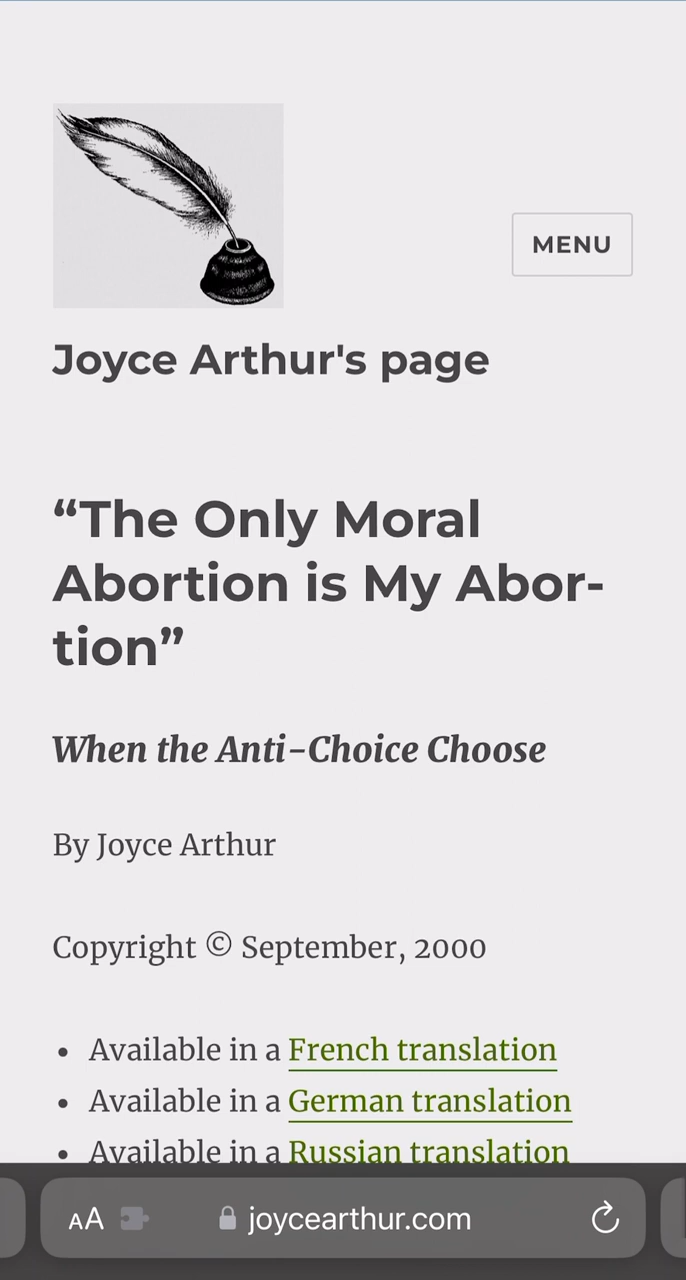 MENU
Joyce Arthur's page
“The Only Moral
Abortion is My Abor-
tion”
When the Anti-Choice Choose
By Joyce Arthur
Copyright © September, 2000
• Available in a French translation
• Available in a German translation
• Available in a Russian translation
AA joycearthur.com